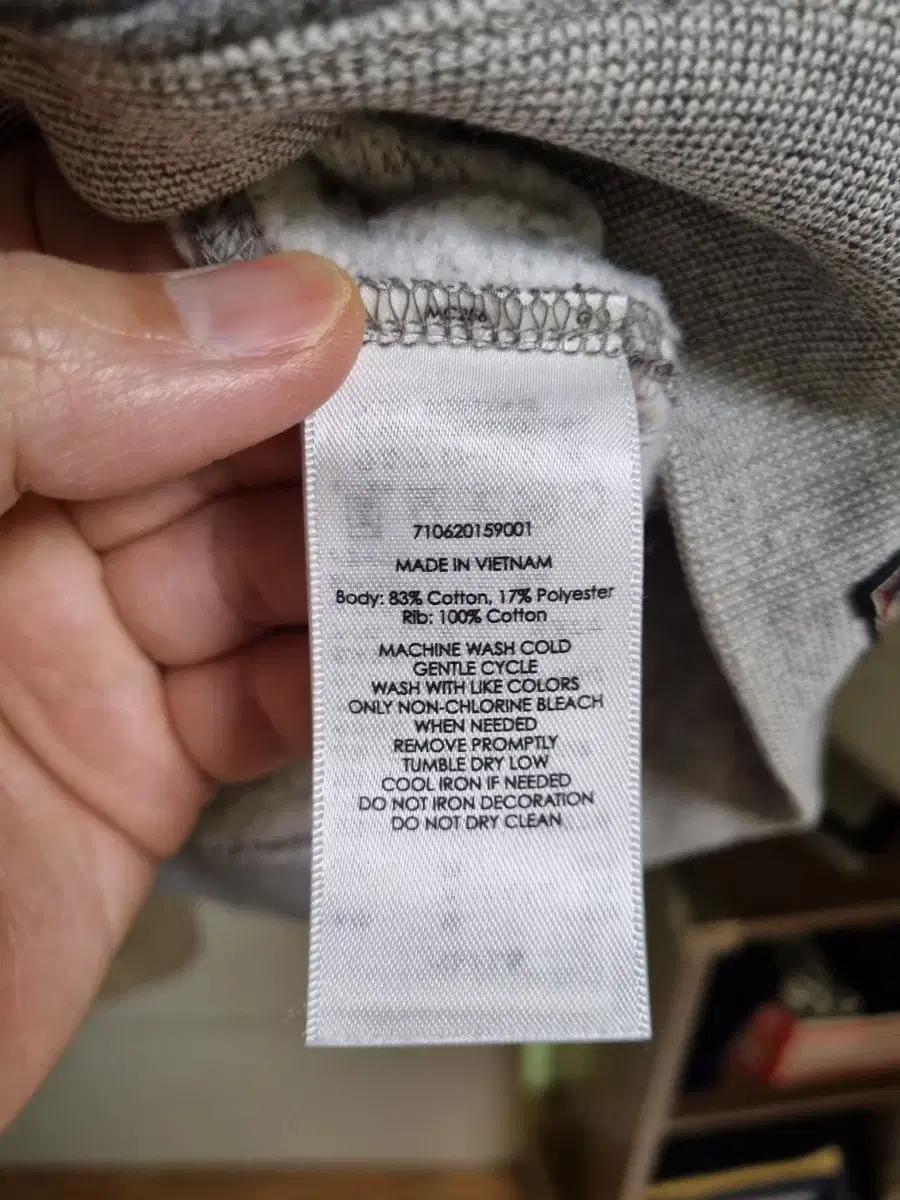 710620159001
MADE IN VIETNAM
Body: 83% Cotton, 17% Polyester
Rib: 100% Cotton
MACHINE WASH COLD
GENTLE CYCLE
WASH WITH LIKE COLORS
ONLY NON-CHLORINE BLEACH
WHEN NEEDED
REMOVE PROMPTLY
TUMBLE DRY LOW
COOL IRON IF NEEDED
DO NOT IRON DECORATION
DO NOT DRY CLEAN